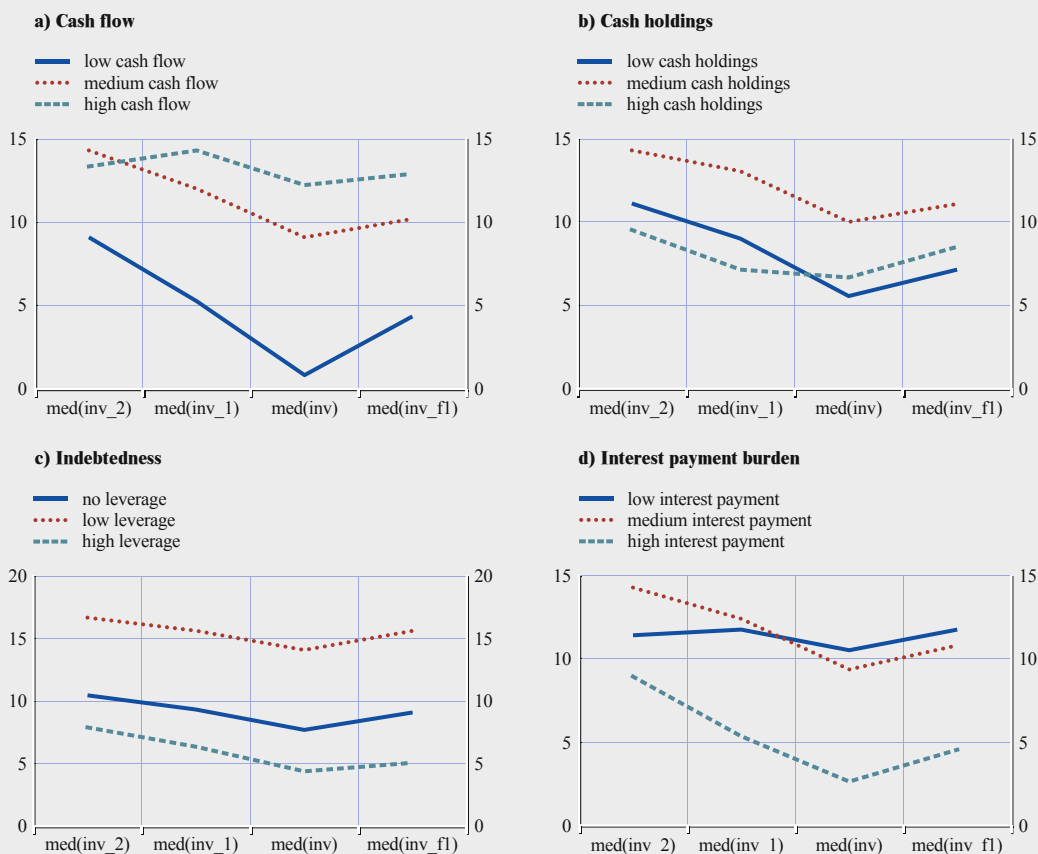 a) Cash flow
low cash flow
medium cash flow
high cash flow
15 15
10 10
5 5
0 0
med(inv_2) med(inv_1) med(inv) med(inv_f1)
b) Cash holdings
low cash holdings
medium cash holdings
high cash holdings
15 15
10 10
5 5
0 0
med(inv_2) med(inv_1) med(inv) med(inv_f1)
c) Indebtedness
no leverage
low leverage
high leverage
20 20
15 15
10 10
5 5
0 0
med(inv_2) med(inv_1) med(inv) med(inv_f1)
d) Interest payment burden
low interest payment
medium interest payment
high interest payment
15 15
10 10
5 5
0 0
med(inv_2) med(inv_1) med(inv) med(inv_f1)